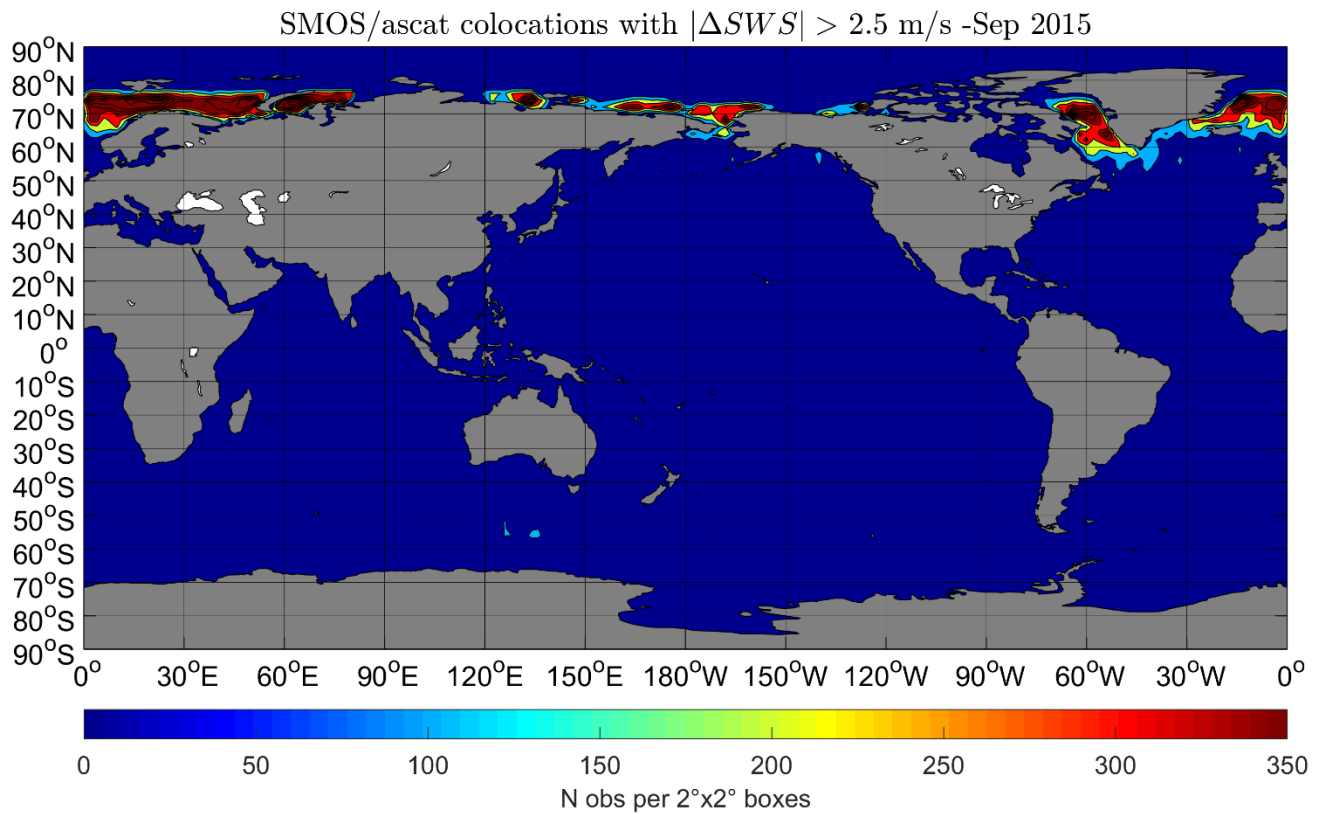 SMOS/ascat colocations with |ΔSWS| > 2.5 m/s -Sep 2015
90°N
80°N
70°N
60°N
50°N
40°N
30°N
20°N
10°N
0°
10°S
20°S
30°S
40°S
50°S
60°S
70°S
80°S
90°S
0° 30°E 60°E 90°E 120°E 150°E 180°W 150°W 120°W 90°W 60°W 30°W 0°
0 50 100 150 200 250 300 350
N obs per 2°x2° boxes